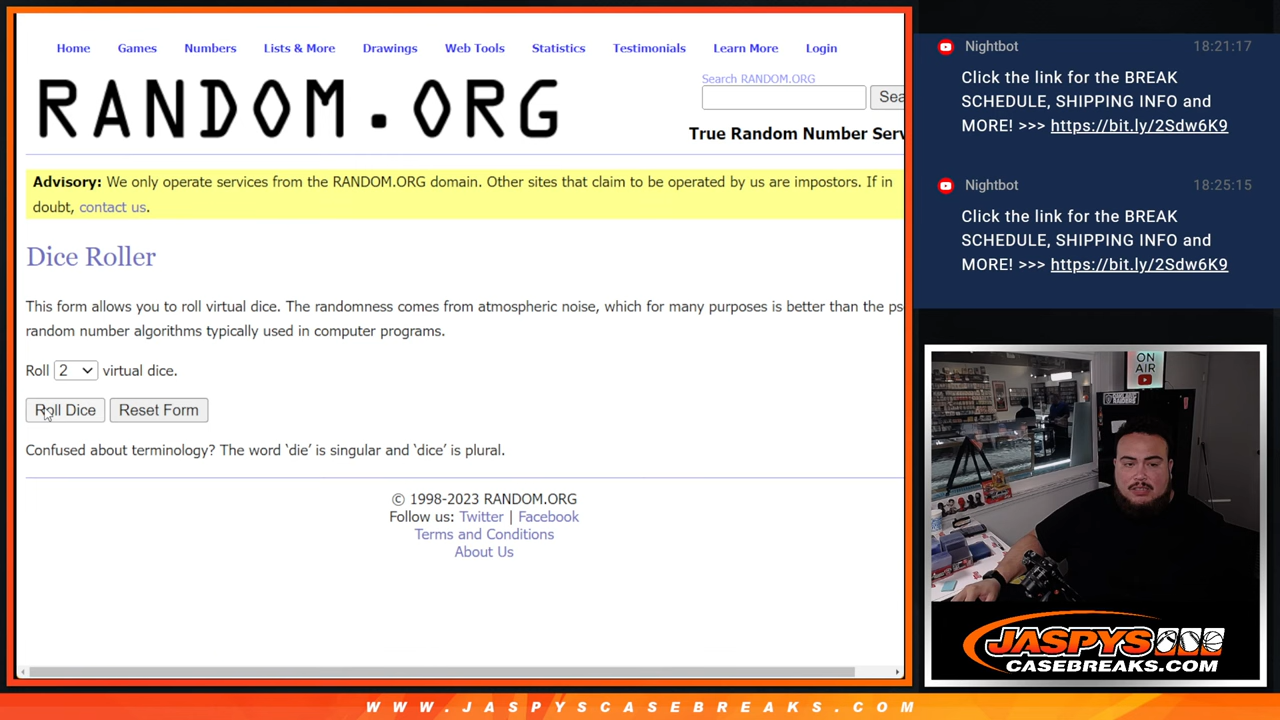 Home Games Numbers Lists & More Drawings Web Tools Statistics Testimonials Learn More Login
RANDOM.ORG
Search RANDOM.ORG
Sea
True Random Number Serv
Advisory: We only operate services from the RANDOM.ORG domain. Other sites that claim to be operated by us are impostors. If in
doubt, contact us.
Dice Roller
This form allows you to roll virtual dice. The randomness comes from atmospheric noise, which for many purposes is better than the ps
random number algorithms typically used in computer programs.
Roll 2 virtual dice.
Roll Dice Reset Form
Confused about terminology? The word ‘die’ is singular and ‘dice’ is plural.
© 1998-2023 RANDOM.ORG
Follow us: Twitter | Facebook
Terms and Conditions
About Us
Nightbot 18:21:17
Click the link for the BREAK
SCHEDULE, SHIPPING INFO and
MORE! >>> https://bit.ly/2Sdw6K9
Nightbot 18:25:15
Click the link for the BREAK
SCHEDULE, SHIPPING INFO and
MORE! >>> https://bit.ly/2Sdw6K9
ON
AIR
JASPYS
CASEBREAKS.COM
WWW.JASPYSCASEBREAKS.COM